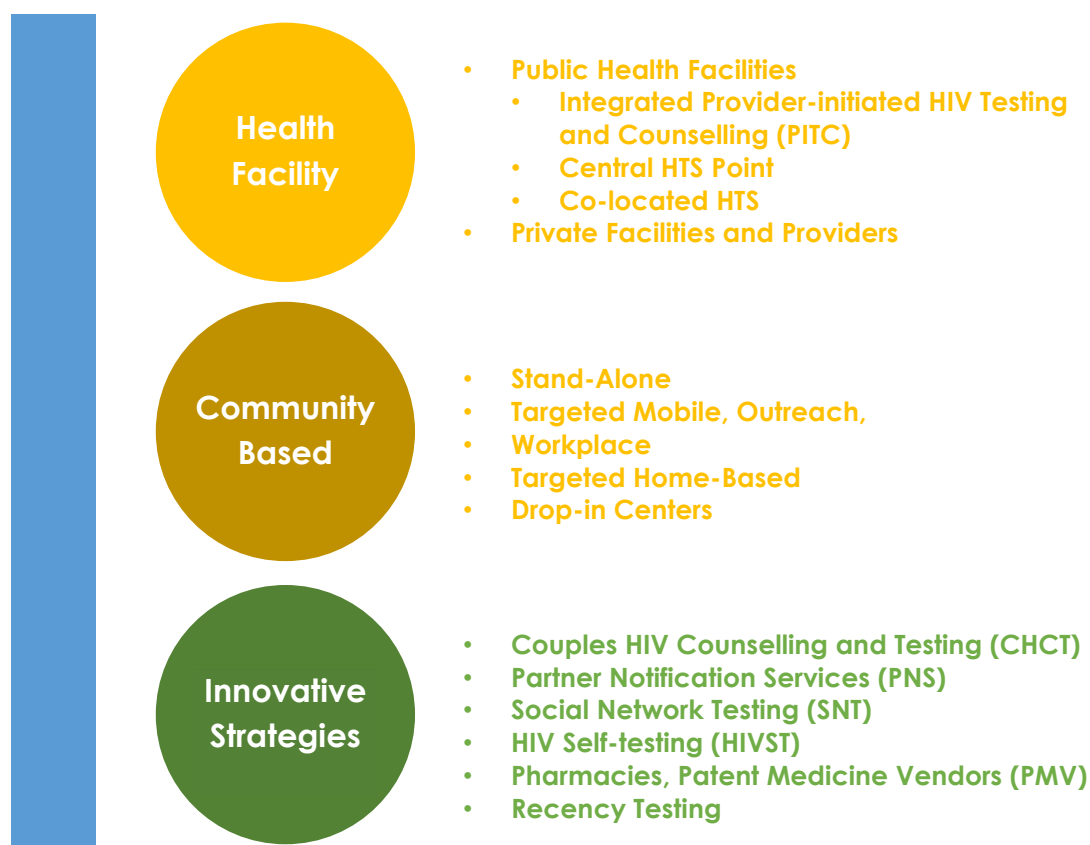 Health
Facility
• Public Health Facilities
• Integrated Provider-initiated HIV Testing
and Counselling (PITC)
• Central HTS Point
• Co-located HTS
• Private Facilities and Providers
Community
Based
• Stand-Alone
• Targeted Mobile, Outreach,
• Workplace
• Targeted Home-Based
• Drop-in Centers
Innovative
Strategies
• Couples HIV Counselling and Testing (CHCT)
• Partner Notification Services (PNS)
• Social Network Testing (SNT)
• HIV Self-testing (HIVST)
• Pharmacies, Patent Medicine Vendors (PMV)
• Recency Testing